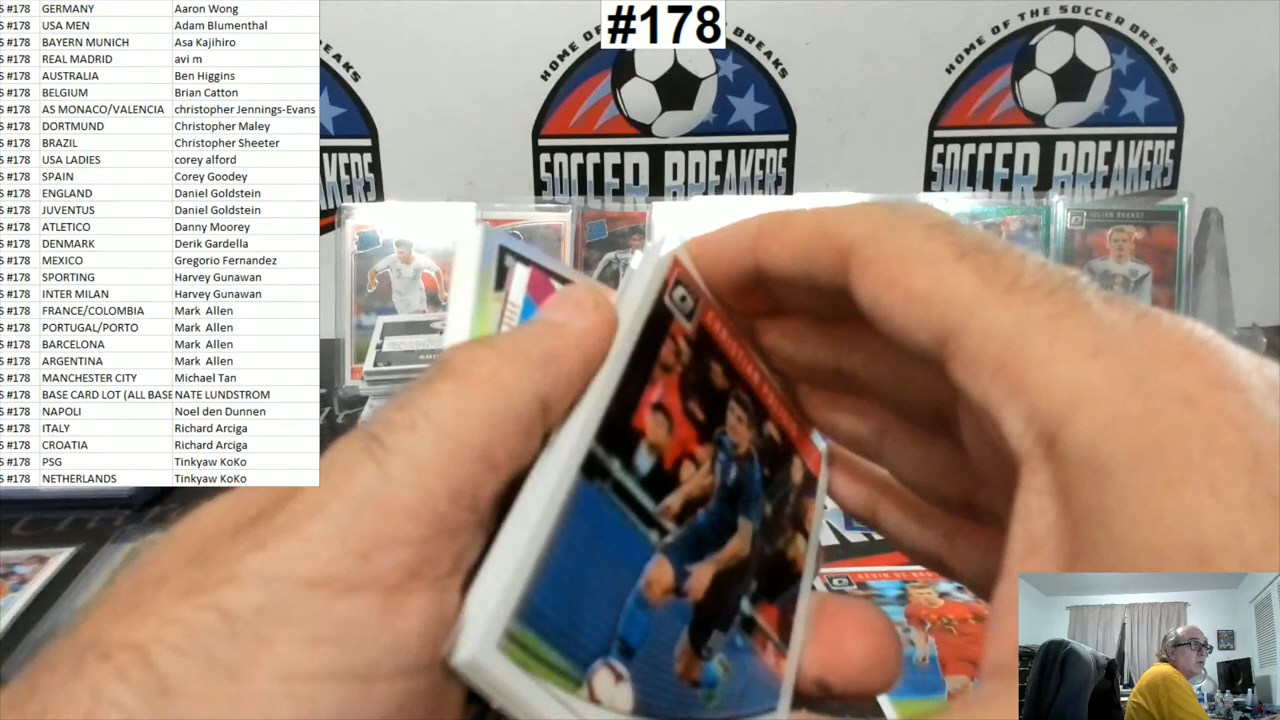 #178
S #178 GERMANY Aaron Wong
S #178 USA MEN Adam Blumenthal
S #178 BAYERN MUNICH Asa Kajihiro
S #178 REAL MADRID avi m
S #178 AUSTRALIA Ben Higgins
S #178 BELGIUM Brian Catton
S #178 AS MONACO/VALENCIA christopher Jennings-Evans
S #178 DORTMUND Christopher Maley
S #178 BRAZIL Christopher Sheeter
S #178 USA LADIES corey alford
S #178 SPAIN Corey Goodey
S #178 ENGLAND Daniel Goldstein
S #178 JUVENTUS Daniel Goldstein
S #178 ATLETICO Danny Moorey
S #178 DENMARK Derik Gardella
S #178 MEXICO Gregorio Fernandez
S #178 SPORTING Harvey Gunawan
S #178 INTER MILAN Harvey Gunawan
S #178 FRANCE/COLOMBIA Mark Allen
S #178 PORTUGAL/PORTO Mark Allen
S #178 BARCELONA Mark Allen
S #178 ARGENTINA Mark Allen
S #178 MANCHESTER CITY Michael Tan
S #178 BASE CARD LOT (ALL BASE NATE LUNDSTROM
S #178 NAPOLI Noel den Dunnen
S #178 ITALY Richard Arciga
S #178 CROATIA Richard Arciga
S #178 PSG Tinkyaw KoKo
S #178 NETHERLANDS Tinkyaw KoKo
EAKS
HOME OF THE SOCCER BREAKS
SOCCER BREAKERS
HOME OF THE SOCCER BREAKS
SOCCER BREAKERS
JULIAN BRANDT
KEVIN DE